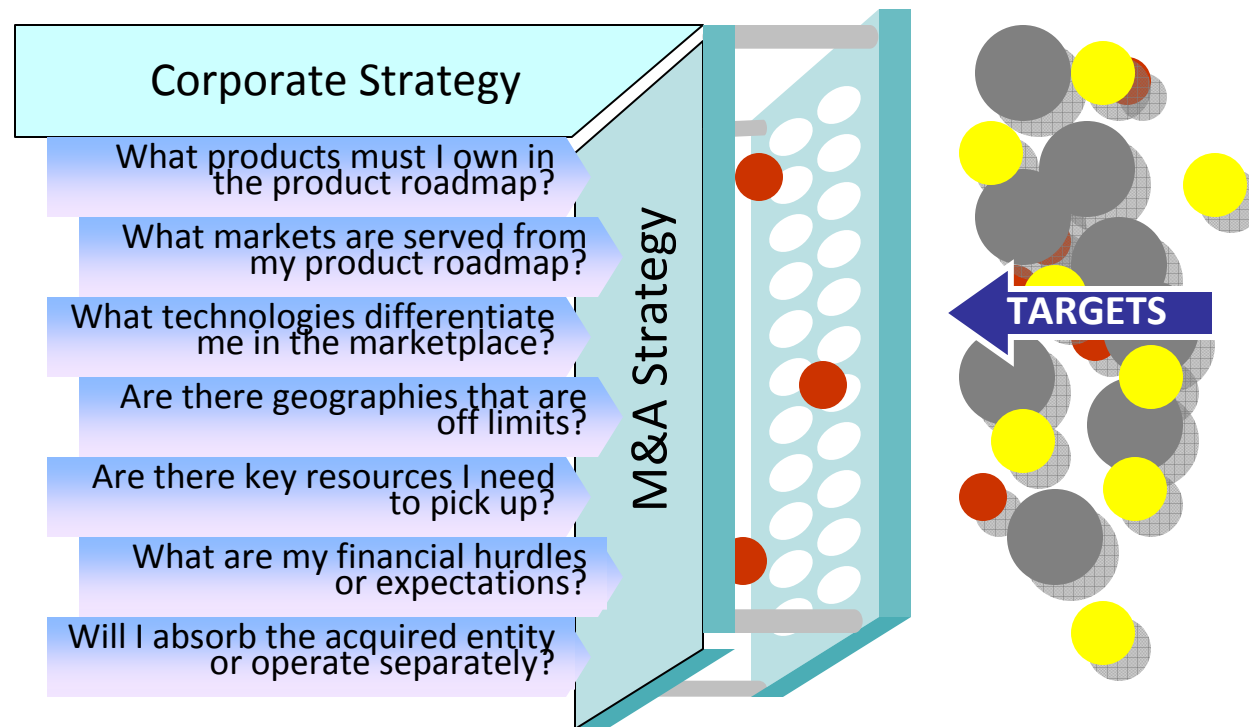 Corporate Strategy
What products must I own in
the product roadmap?
What markets are served from
my product roadmap?
What technologies differentiate
me in the marketplace?
Are there geographies that are
off limits?
Are there key resources I need
to pick up?
What are my financial hurdles
or expectations?
Will I absorb the acquired entity
or operate separately?
M&A Strategy
TARGETS